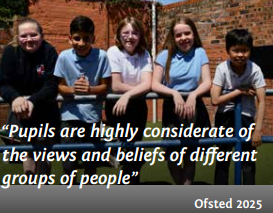 “Pupils are highly considerate of
the views and beliefs of different
groups of people”
Ofsted 2025